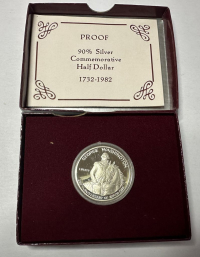 PROOF
90% Silver
Commemorative
Half Dollar
1732-1982
GEORGE WASHINGTON